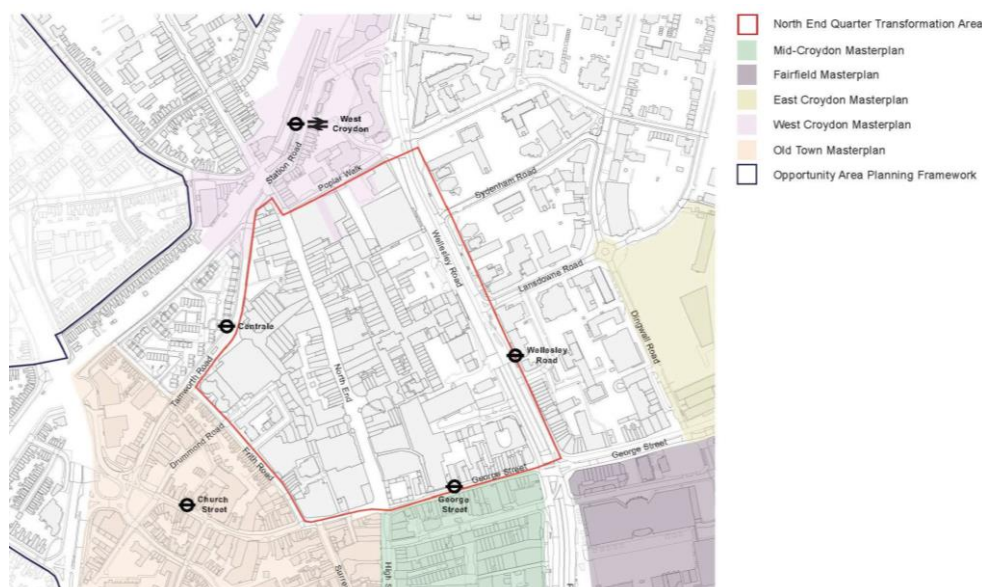 North End Quarter Transformation Area
Mid-Croydon Masterplan
Fairfield Masterplan
East Croydon Masterplan
West Croydon Masterplan
Old Town Masterplan
Opportunity Area Planning Framework
West
Croydon
Station Road
Poplar Walk
Sydenham Road
Wellesley Road
Lansdowne Road
Dingwall Road
Centrale
Wellesley
Road
Tamworth Road
North End
Drummond Road
Frith Road
Church
Street
George Street
George
Street
George Street